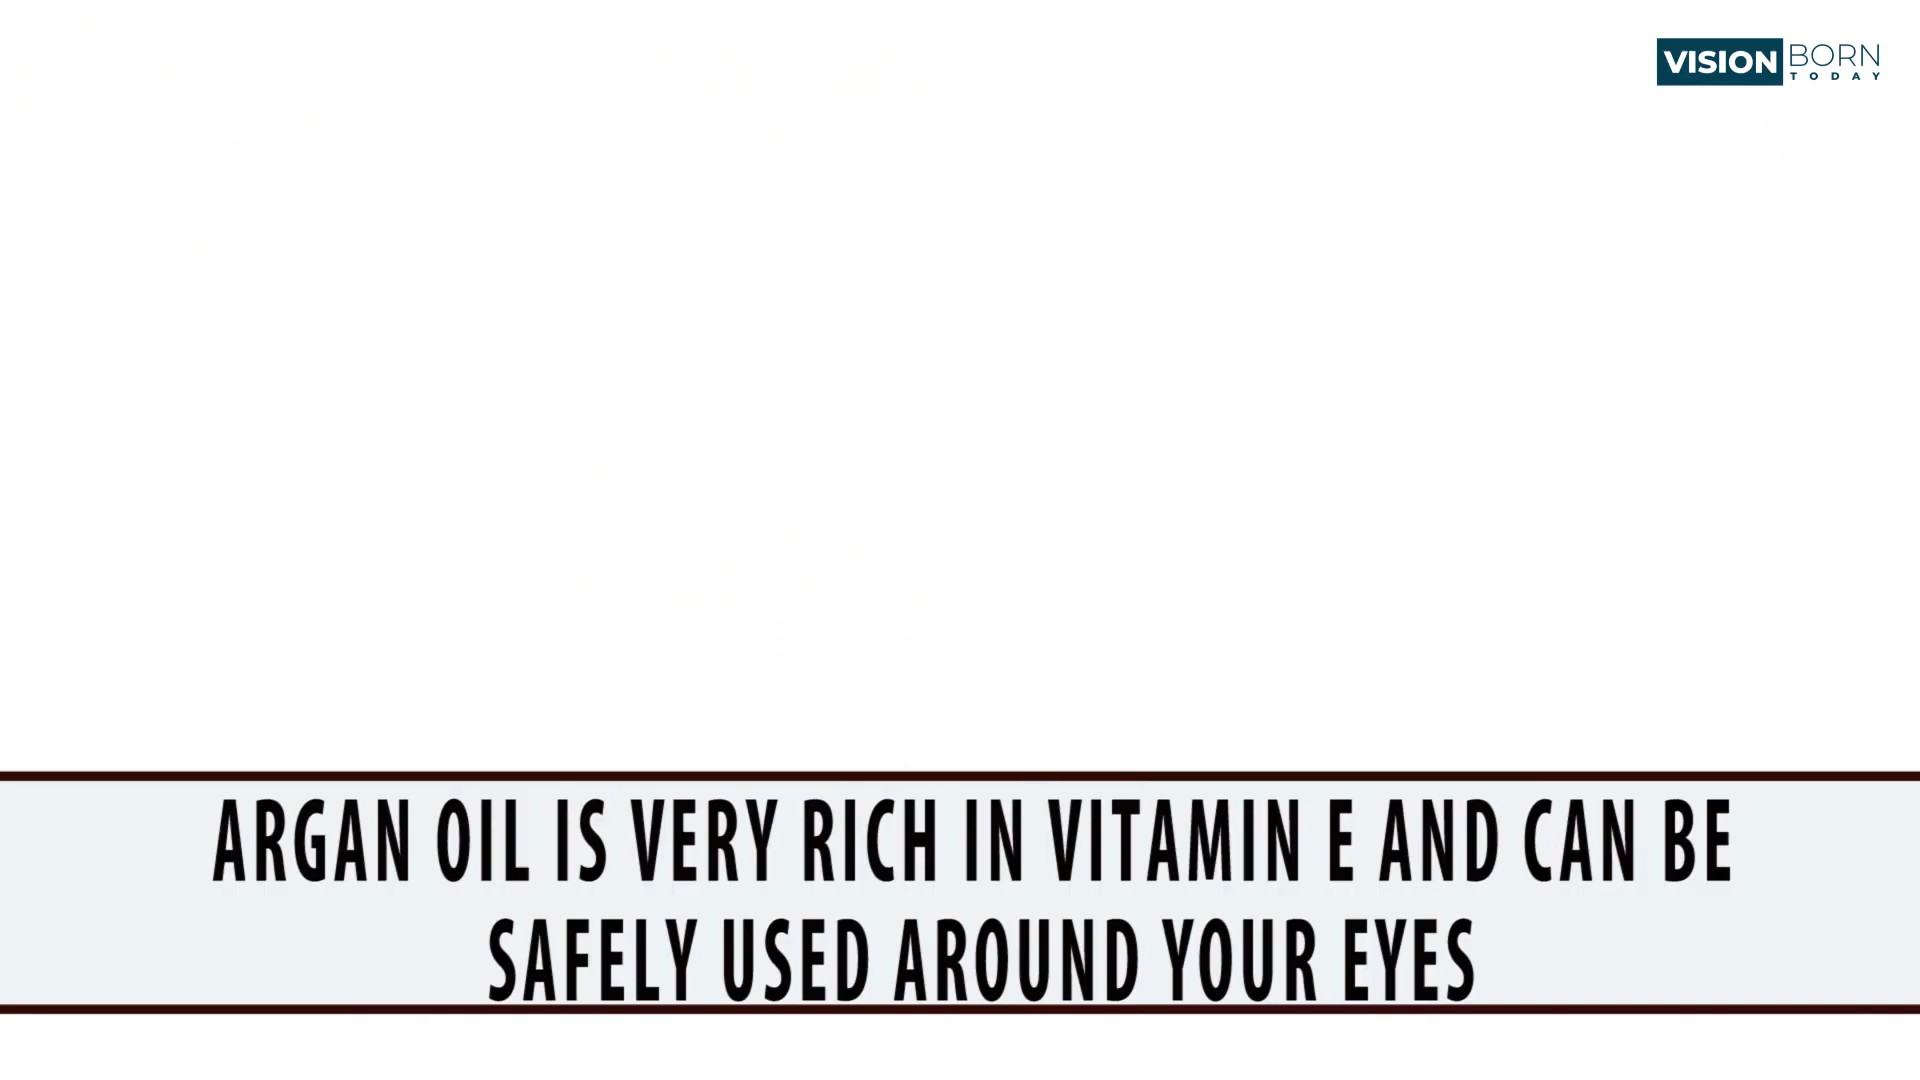 VISION BORN
TODAY
ARGAN OIL IS VERY RICH IN VITAMIN E AND CAN BE
SAFELY USED AROUND YOUR EYES